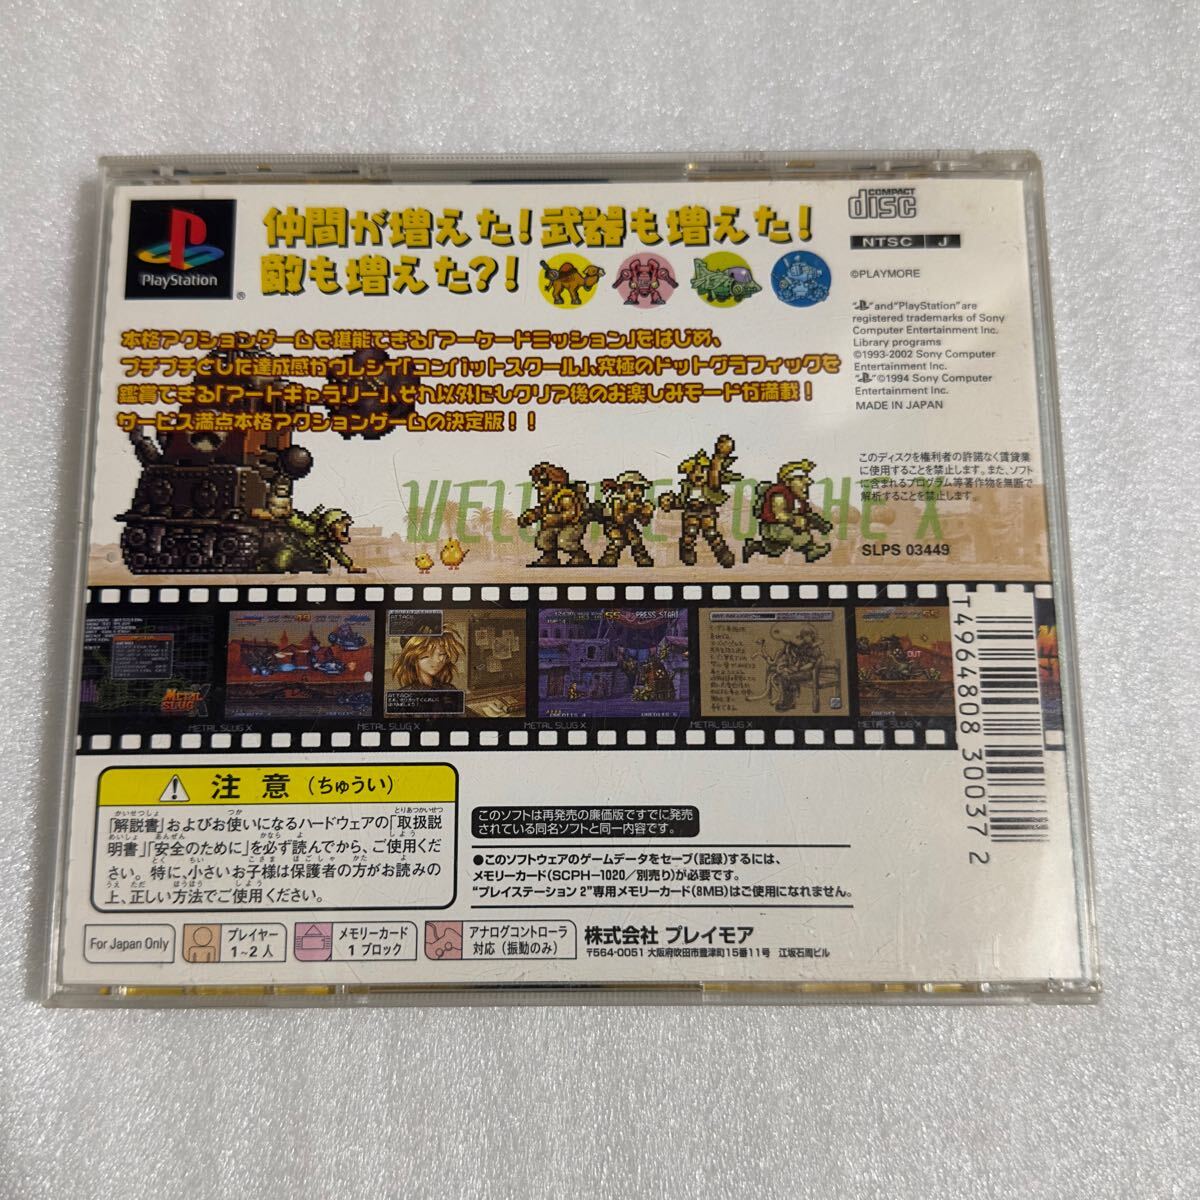 PlayStation
®
仲間が増えた!武器も増えた!
敵も増えた?!
COMPACT
disc
NTSC J
©PLAYMORE
"PS" and "PlayStation" are
registered trademarks of Sony
Computer Entertainment Inc.
Library programs
©1993-2002 Sony Computer
Entertainment Inc.
"PS" ©1994 Sony Computer
Entertainment Inc.
MADE IN JAPAN
本格アクションゲームを堪能できる「アーケードミッション」をはじめ、
プチプチとした達成感がウレシイ「コンバットスクール」、究極のドットグラフィックを
鑑賞できる「アートギャラリー」、それ以外にもクリア後のお楽しみモードが満載!
サービス満点本格アクションゲームの決定版!!
このディスクを権利者の許諾なく賃貸業
に使用することを禁止します。また、ソフト
に含まれるプログラム等著作物を無断で
解析することを禁止します。
SLPS 03449
METAL SLUG X
ATTACK
ATTACK
PRESS START
OUT
METAL SLUG X
METAL SLUG X
T4964808 30037 2
注意(ちゅうい)
「解説書」およびお使いになるハードウェアの「取扱説
明書」「安全のために」を必ず読んでから、ご使用くだ
さい。特に、小さいお子様は保護者の方がお読みの
上、正しい方法でご使用ください。
このソフトは再発売の廉価版ですでに発売
されている同名ソフトと同一内容です。
●このソフトウェアのゲームデータをセーブ(記録)するには、
メモリーカード(SCPH-1020/別売り)が必要です。
"プレイステーション 2"専用メモリーカード(8MB)はご使用になれません。
For Japan Only
プレイヤー
1~2人
メモリーカード
1ブロック
アナログコントローラ
対応(振動のみ)
株式会社 プレイモア
〒564-0051 大阪府吹田市豊津町15番11号 江坂石周ビル